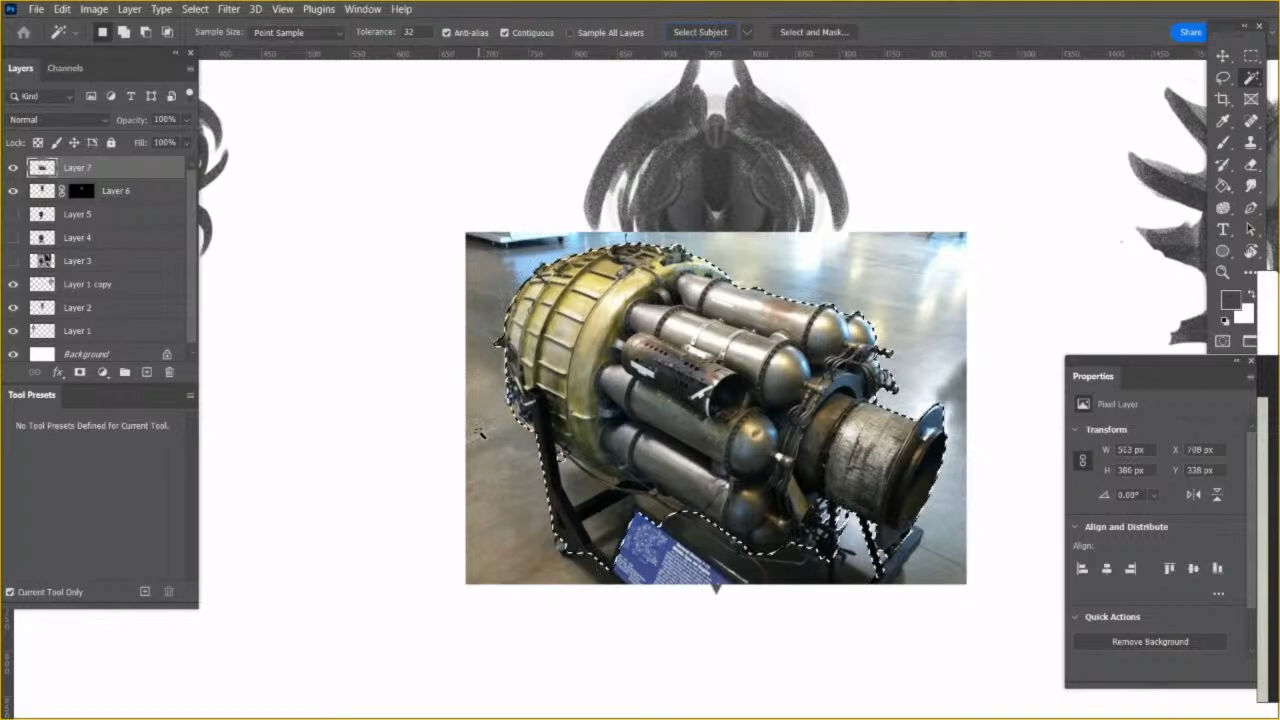 Ps File Edit Image Layer Type Select Filter 3D View Plugins Window Help
Sample Size: Point Sample Tolerance: 32 Anti-alias Contiguous Sample All Layers Select Subject Select and Mask... Share
Layers Channels
Kind
Normal Opacity: 100%
Lock: Fill: 100%
Layer 7
Layer 6
Layer 5
Layer 4
Layer 3
Layer 1 copy
Layer 2
Layer 1
Background
fx
Tool Presets
No Tool Presets Defined for Current Tool.
Current Tool Only
Properties
Pixel Layer
Transform
W X
H Y 338 px
0.00°
Align and Distribute
Align:
Quick Actions
Remove Background